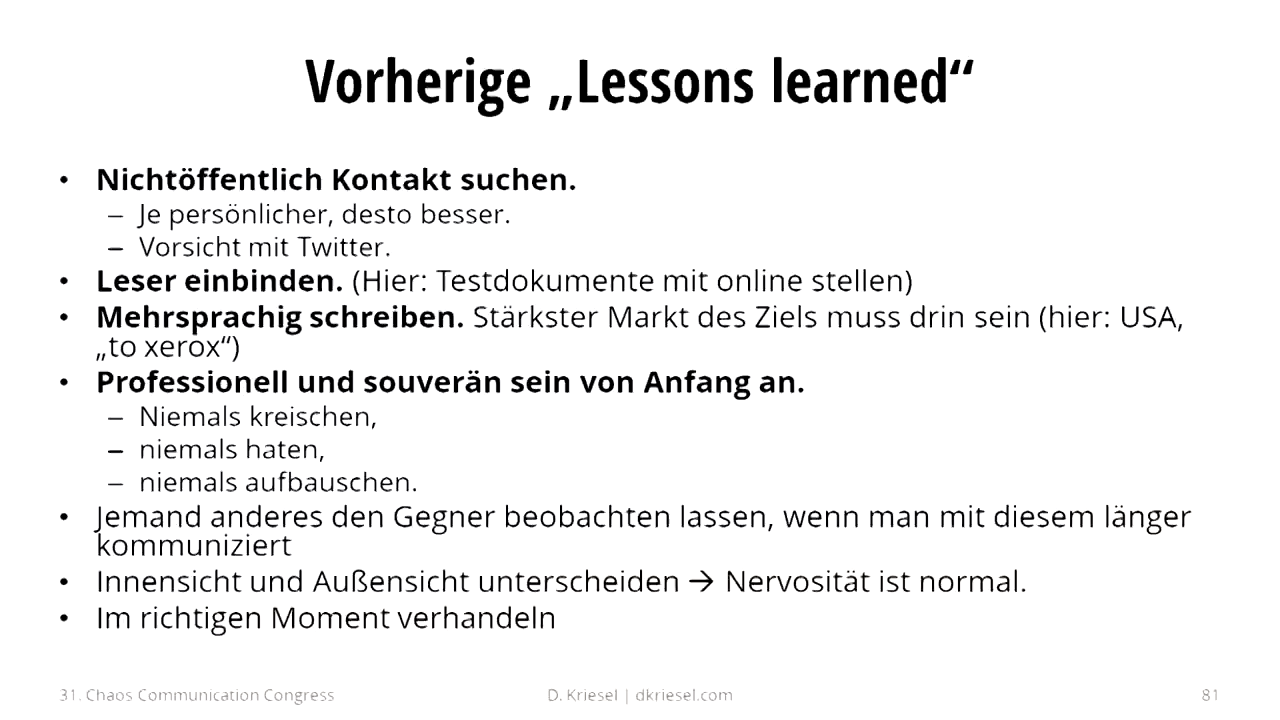 Vorherige „Lessons learned“
• Nichtöffentlich Kontakt suchen.
– Je persönlicher, desto besser.
– Vorsicht mit Twitter.
• Leser einbinden. (Hier: Testdokumente mit online stellen)
• Mehrsprachig schreiben. Stärkster Markt des Ziels muss drin sein (hier: USA,
„to xerox“)
• Professionell und souverän sein von Anfang an.
– Niemals kreischen,
– niemals haten,
– niemals aufbauschen.
• Jemand anderes den Gegner beobachten lassen, wenn man mit diesem länger
kommuniziert
• Innensicht und Außensicht unterscheiden → Nervosität ist normal.
• Im richtigen Moment verhandeln
31. Chaos Communication Congress
D. Kriesel | dkriesel.com
81